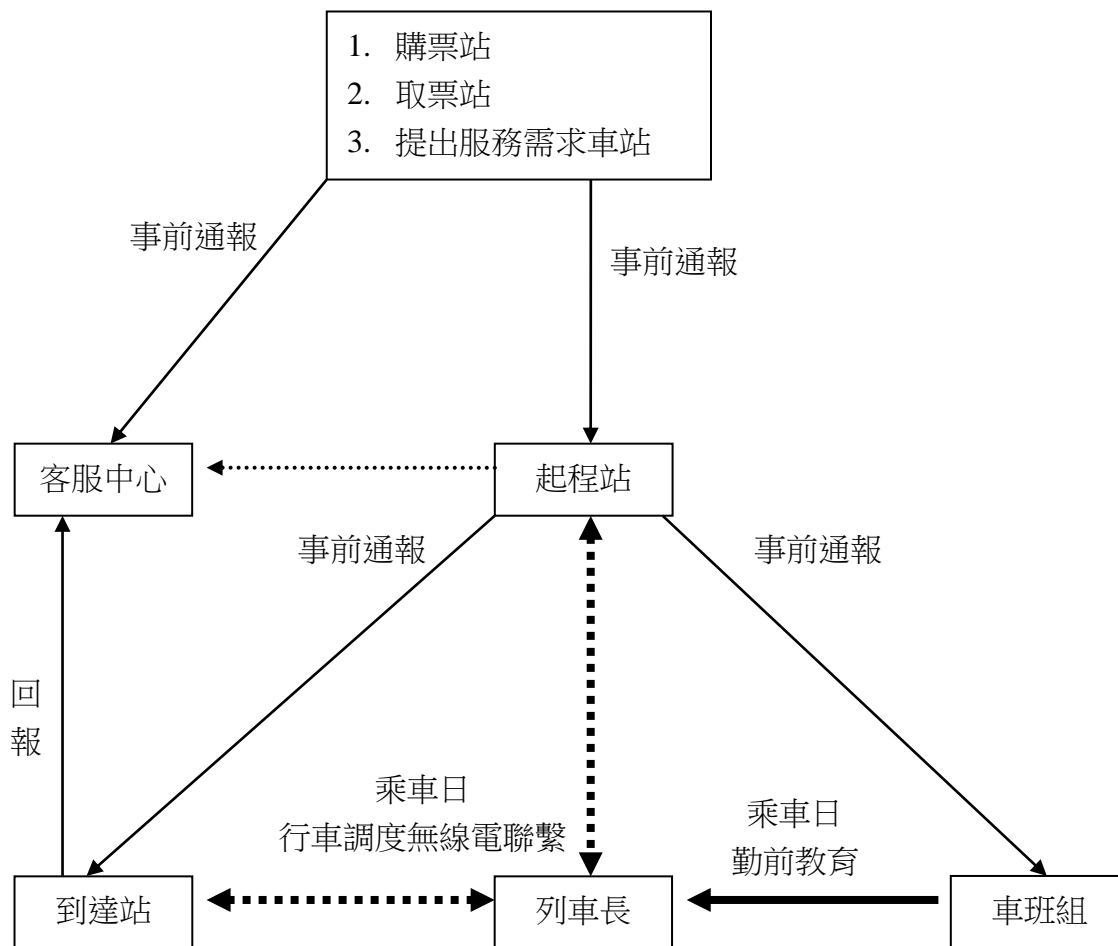 1. 購票站
2. 取票站
3. 提出服務需求車站
事前通報
事前通報
客服中心
起程站
事前通報
事前通報
回
報
乘車日
行車調度無線電聯繫
乘車日
勤前教育
到達站
列車長
車班組